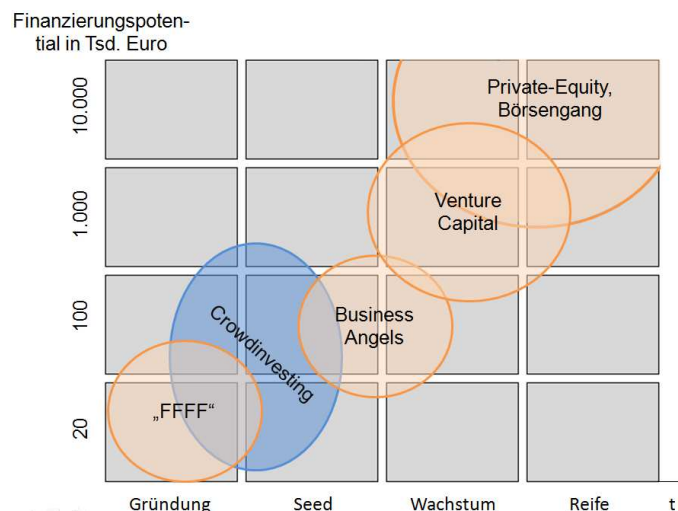 Finanzierungspoten-
tial in Tsd. Euro
10.000
Private-Equity,
Börsengang
1.000
Venture
Capital
100
Crowdinvesting
Business
Angels
20
„FFFF“
Gründung
Seed
Wachstum
Reife
t